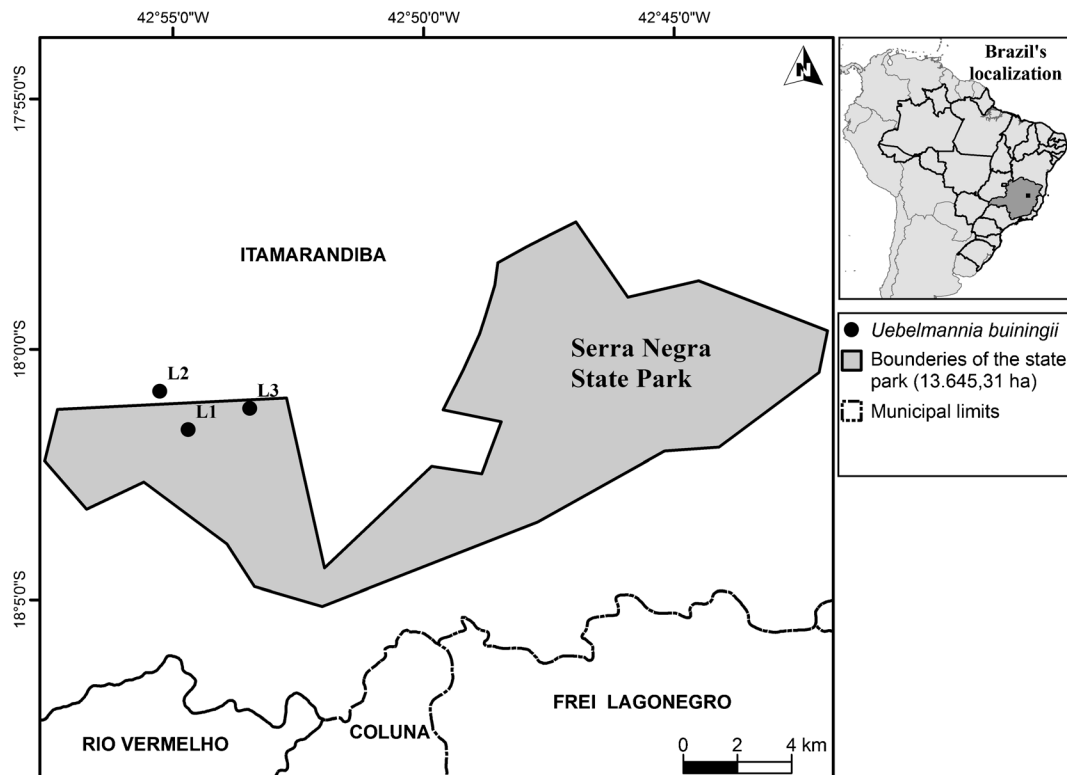 42°55'0"W
42°50'0"W
42°45'0"W
17°55'0"S
18°0'0"S
18°5'0"S
N
ITAMARANDIBA
Serra Negra
State Park
L2
L1
L3
RIO VERMELHO
COLUNA
FREI LAGONEGRO
0 2 4 km
Brazil's
localization
Uebelmannia buiningii
Bounderies of the state
park (13.645,31 ha)
Municipal limits